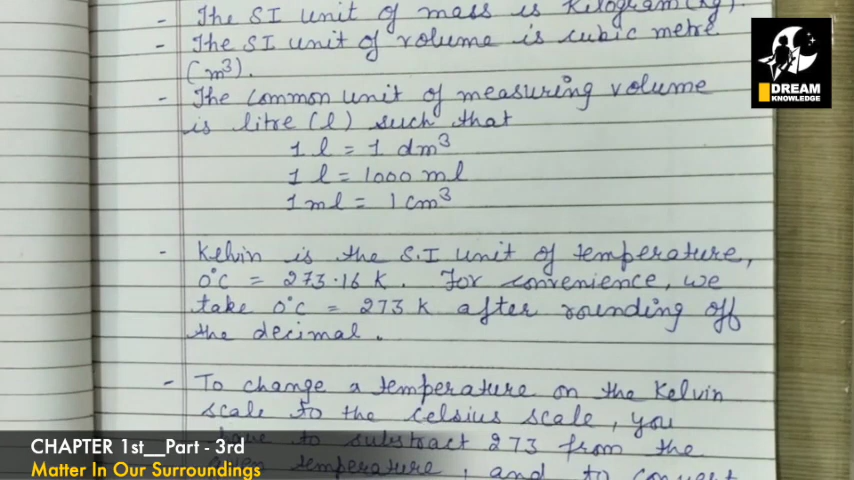 - The SI unit of mass is Kilogram (Kg).
- The SI unit of volume is cubic metre
(m³).
- The common unit of measuring volume
is litre (l) such that
1 l = 1 dm³
1 l = 1000 ml
1 ml = 1 cm³
- Kelvin is the S.I unit of temperature,
0°C = 273.16 K. For convenience, we
take 0°C = 273 K after rounding off
the decimal.
- To change a temperature on the Kelvin
scale to the celsius scale, you
have to substract 273 from the
given temperature, and to convert
DREAM
KNOWLEDGE
CHAPTER 1st__Part - 3rd
Matter In Our Surroundings